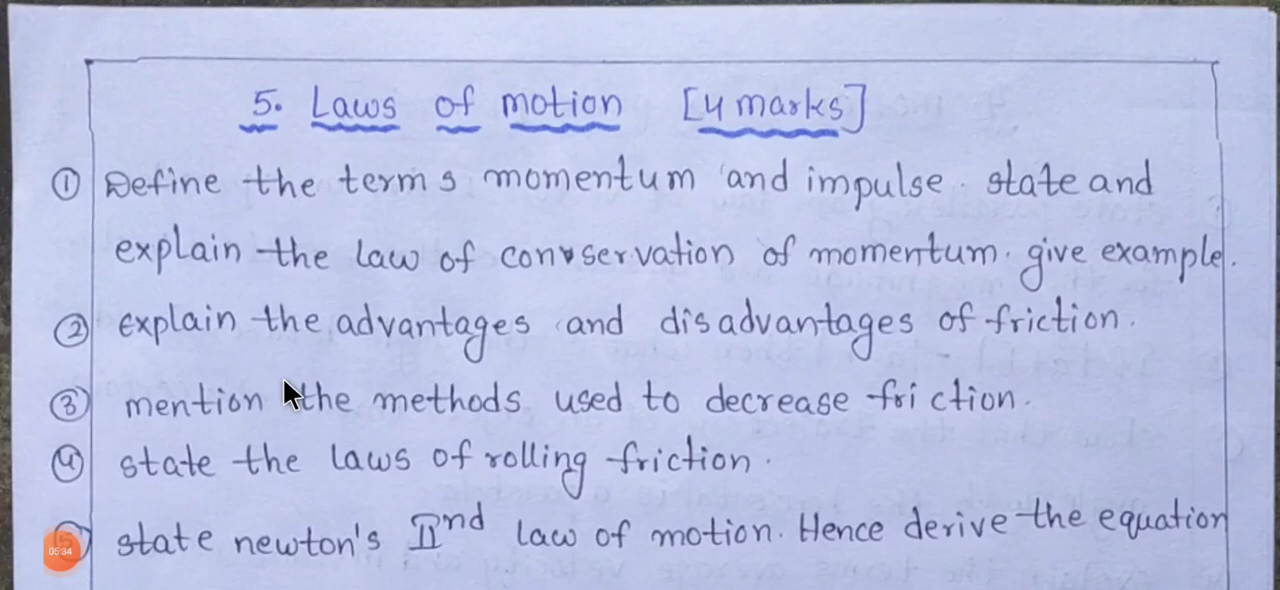 5. Laws of motion [4 marks]
① Define the terms momentum and impulse. state and
explain the law of conservation of momentum. give example.
② explain the advantages and disadvantages of friction.
③ mention the methods used to decrease friction.
④ state the laws of rolling friction.
state newton's IInd law of motion. Hence derive the equation
05:34